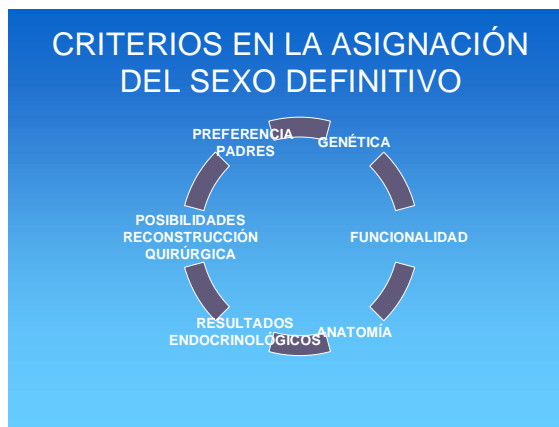 CRITERIOS EN LA ASIGNACIÓN
DEL SEXO DEFINITIVO
PREFERENCIA
PADRES
GENÉTICA
POSIBILIDADES
RECONSTRUCCIÓN
QUIRÚRGICA
FUNCIONALIDAD
RESULTADOS
ENDOCRINOLÓGICOS
ANATOMÍA